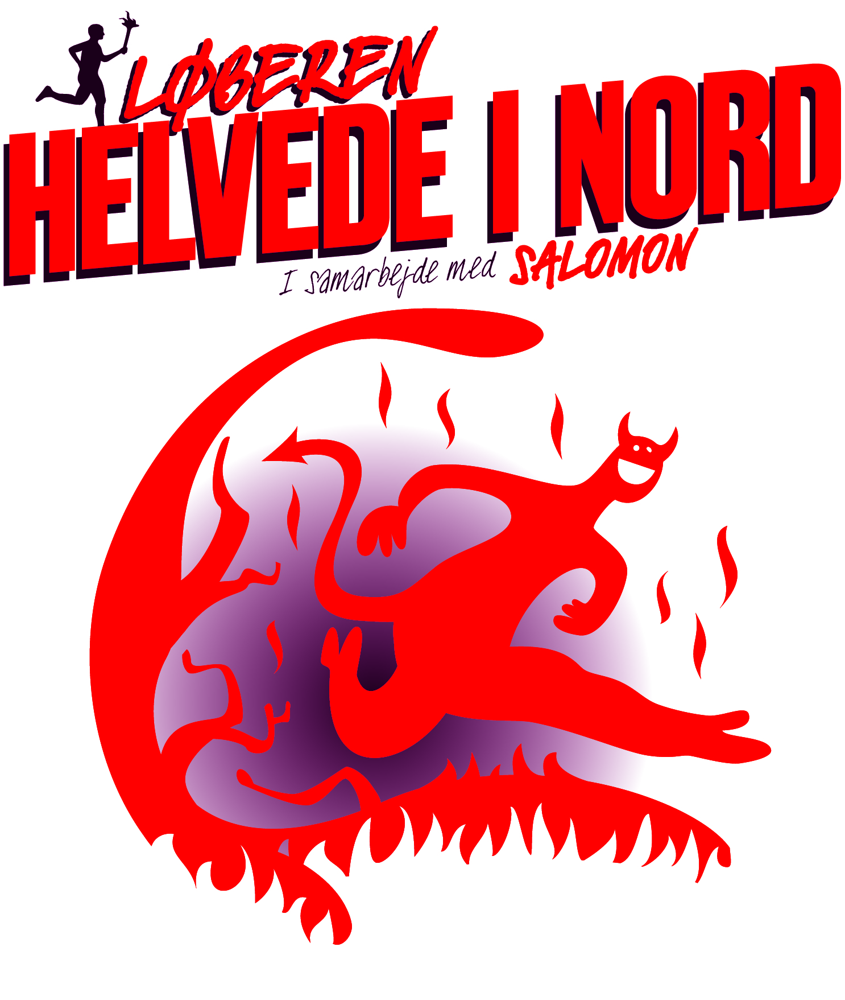 LØBEREN
HELVEDE I NORD
I samarbejde med SALOMON